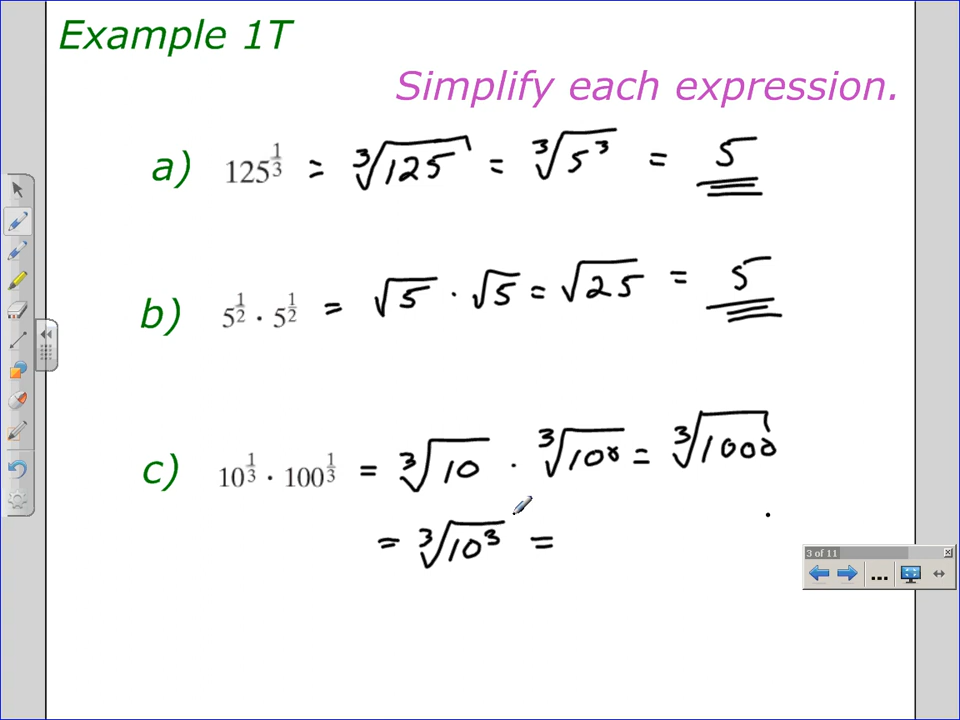 Example 1T
Simplify each expression.
a) 125^{1/3} = ∛125 = ∛5³ = 5
b) 5^{1/2} · 5^{1/2} = √5 · √5 = √25 = 5
c) 10^{1/3} · 100^{1/3} = ∛10 · ∛100 = ∛1000
= ∛10³ =
3 of 11
...